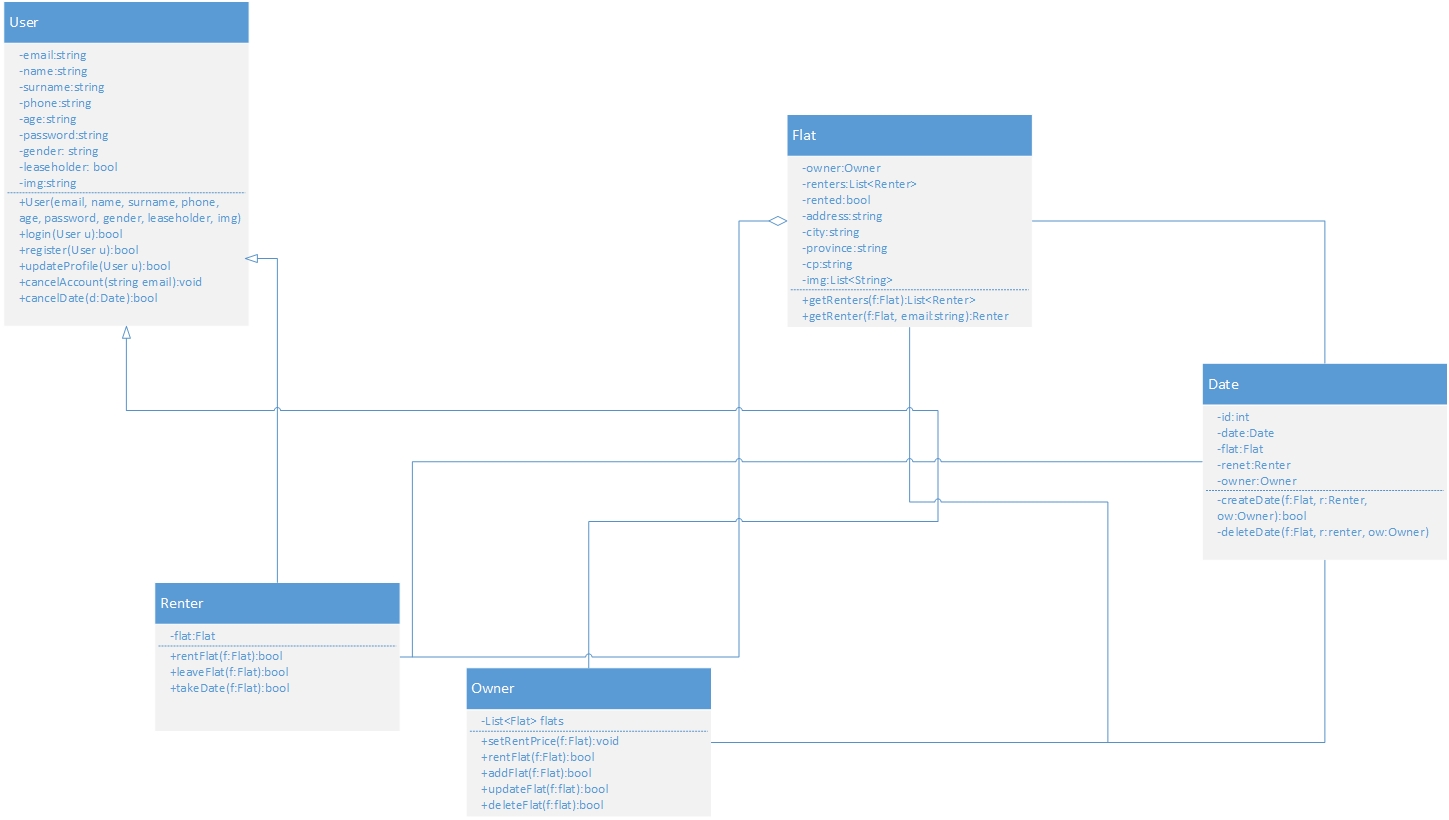 User
-email:string
-name:string
-surname:string
-phone:string
-age:string
-password:string
-gender: string
-leaseholder: bool
-img:string
+User(email, name, surname, phone,
age, password, gender, leaseholder, img)
+login(User u):bool
+register(User u):bool
+updateProfile(User u):bool
+cancelAccount(string email):void
+cancelDate(d:Date):bool
Flat
-owner:Owner
-renters:List<Renter>
-rented:bool
-address:string
-city:string
-province:string
-cp:string
-img:List<String>
+getRenters(f:Flat):List<Renter>
+getRenter(f:Flat, email:string):Renter
Date
-id:int
-date:Date
-flat:Flat
-renet:Renter
-owner:Owner
-createDate(f:Flat, r:Renter,
ow:Owner):bool
-deleteDate(f:Flat, r:renter, ow:Owner)
Renter
-flat:Flat
+rentFlat(f:Flat):bool
+leaveFlat(f:Flat):bool
+takeDate(f:Flat):bool
Owner
-List<Flat> flats
+setRentPrice(f:Flat):void
+rentFlat(f:Flat):bool
+addFlat(f:Flat):bool
+updateFlat(f:flat):bool
+deleteFlat(f:flat):bool